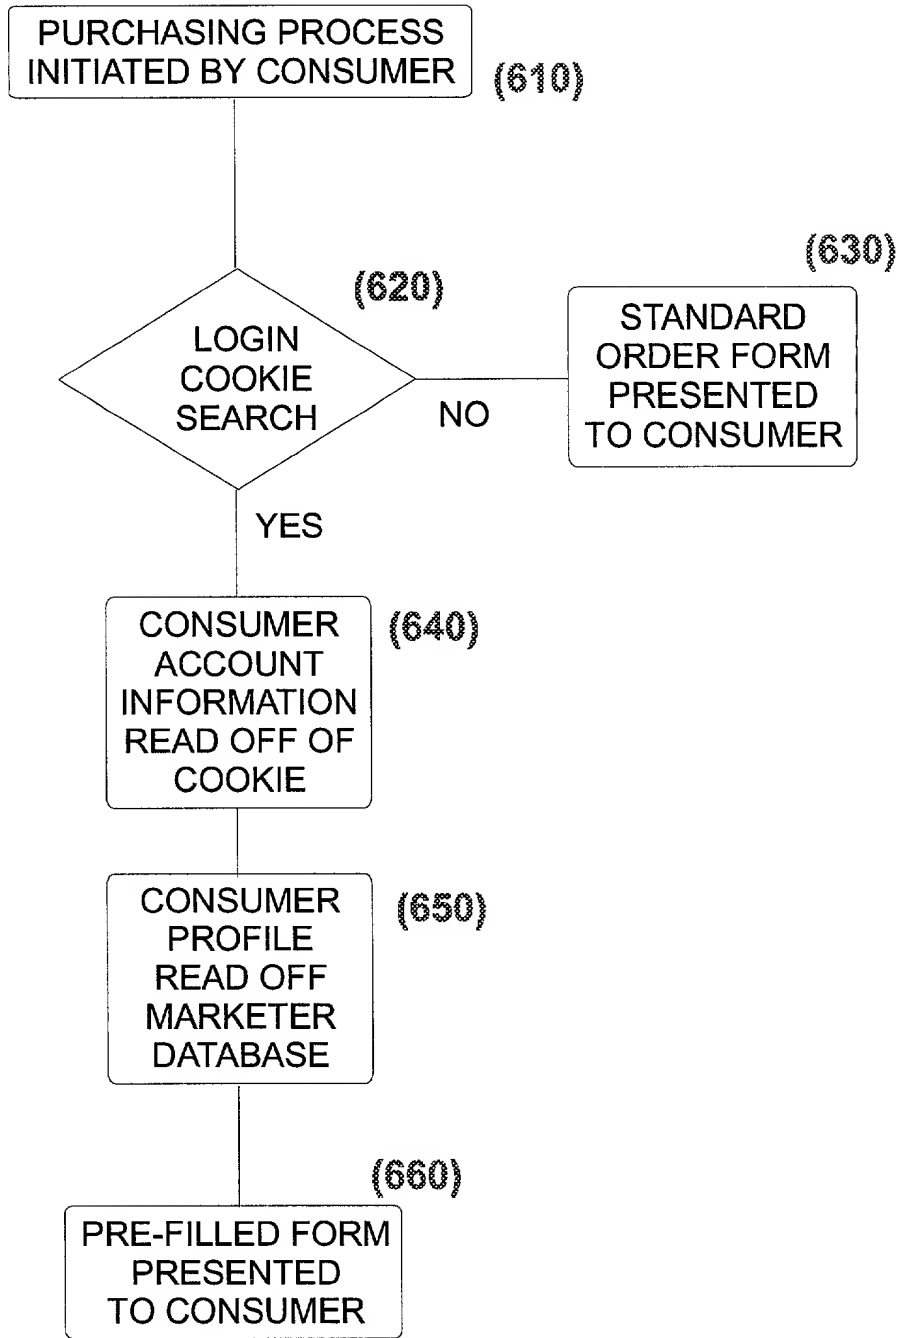 PURCHASING PROCESS
INITIATED BY CONSUMER
(610)
(620)
LOGIN
COOKIE
SEARCH
NO
(630)
STANDARD
ORDER FORM
PRESENTED
TO CONSUMER
YES
CONSUMER
ACCOUNT
INFORMATION
READ OFF OF
COOKIE
(640)
CONSUMER
PROFILE
READ OFF
MARKETER
DATABASE
(650)
(660)
PRE-FILLED FORM
PRESENTED
TO CONSUMER